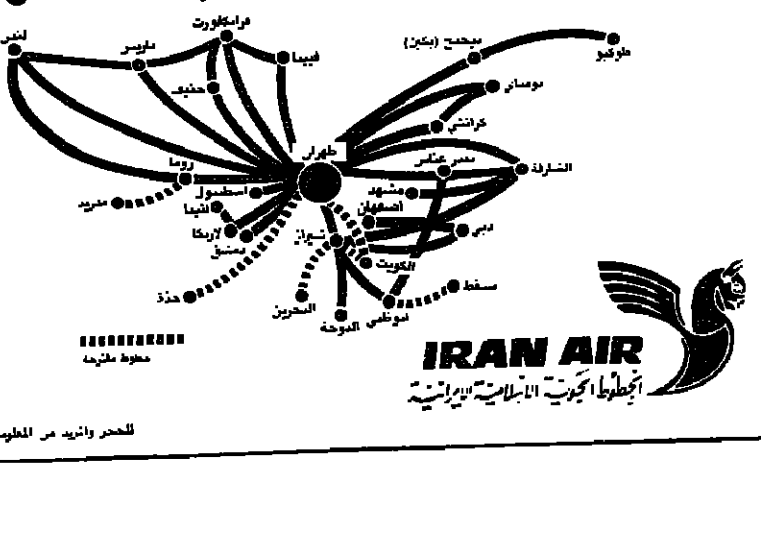 لندن
باريس
فرانكفورت
فيينا
جنيف
بيجينج (بكين)
طوكيو
بومباي
كراتشي
طهران
بندر عباس
الشارقة
روما
مدريد
اسطنبول
اثينا
لارنكا
دمشق
مشهد
اصفهان
شيراز
دبي
الكويت
جدة
البحرين
الدوحة
ابوظبي
مسقط
خطوط مقترحة
IRAN AIR
الخطوط الجوية الاسلامية الايرانية
للحجز والمزيد من